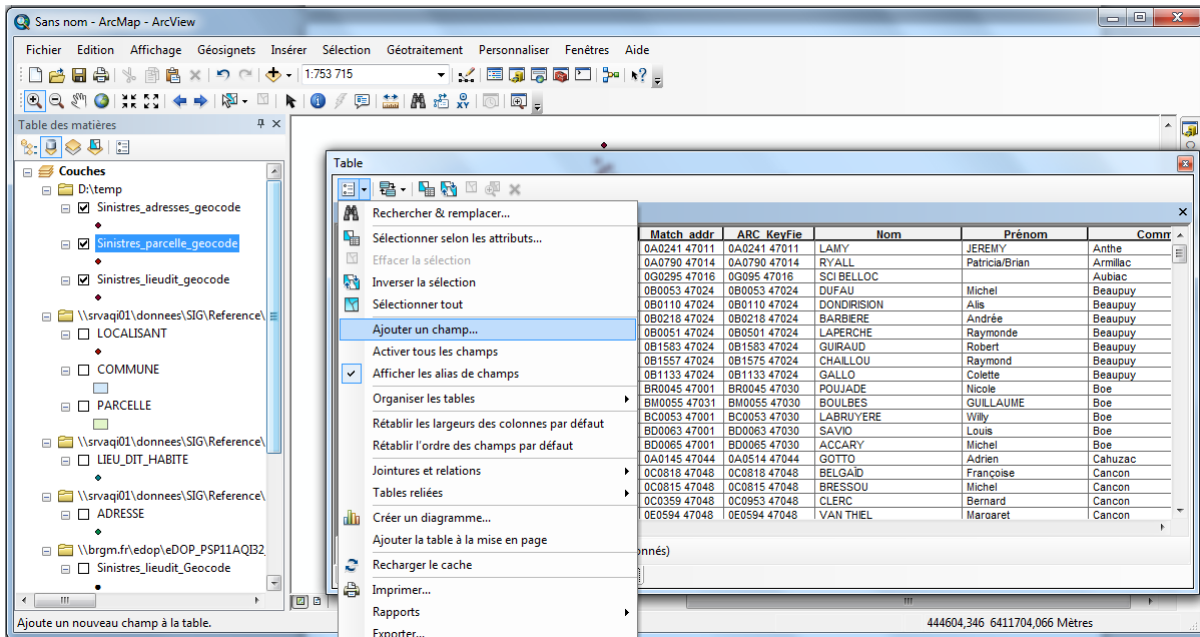 Sans nom - ArcMap - ArcView
Fichier Edition Affichage Géosignets Insérer Sélection Géotraitement Personnaliser Fenêtres Aide
1:753 715
Table des matières
Couches
D:\temp
Sinistres_adresses_geocode
Sinistres_parcelle_geocode
Sinistres_lieudit_geocode
\\srvaqi01\donnees\SIG\Reference\
LOCALISANT
COMMUNE
PARCELLE
\\srvaqi01\donnees\SIG\Reference\
LIEU_DIT_HABITE
\\srvaqi01\donnees\SIG\Reference\
ADRESSE
\\brgm.fr\edop\eDOP_PSP11AQI32_
Sinistres_lieudit_Geocode
Table
Rechercher & remplacer...
Sélectionner selon les attributs...
Effacer la sélection
Inverser la sélection
Sélectionner tout
Ajouter un champ...
Activer tous les champs
Afficher les alias de champs
Organiser les tables
Rétablir les largeurs des colonnes par défaut
Rétablir l'ordre des champs par défaut
Jointures et relations
Tables reliées
Créer un diagramme...
Ajouter la table à la mise en page
Recharger le cache
Imprimer...
Rapports
Exporter...
Match_addr ARC_KeyFie Nom Prénom Comm
0A0241 47011 0A0241 47011 LAMY JEREMY Anthe
0A0790 47014 0A0790 47014 RYALL Patricia/Brian Armillac
0G0295 47016 0G095 47016 SCI BELLOC Aubiac
0B0053 47024 0B0053 47024 DUFAU Michel Beaupuy
0B0110 47024 0B0110 47024 DONDIRISION Alis Beaupuy
0B0218 47024 0B0218 47024 BARBIERE Andrée Beaupuy
0B0051 47024 0B0501 47024 LAPERCHE Raymonde Beaupuy
0B1583 47024 0B1583 47024 GUIRAUD Robert Beaupuy
0B1557 47024 0B1575 47024 CHAILLOU Raymond Beaupuy
0B1133 47024 0B1133 47024 GALLO Colette Beaupuy
BR0045 47001 BR0045 47030 POUJADE Nicole Boe
BM0055 47031 BM0055 47030 BOULBES GUILLAUME Boe
BC0053 47001 BC0053 47030 LABRUYERE Willy Boe
BD0063 47001 BD0063 47030 SAVIO Louis Boe
BD0065 47001 BD0065 47030 ACCARY Michel Boe
0A0145 47044 0A0514 47044 GOTTO Adrien Cahuzac
0C0818 47048 0C0818 47048 BELGAÏD Françoise Cancon
0C0815 47048 0C0815 47048 BRESSOU Michel Cancon
0C0359 47048 0C0953 47048 CLERC Bernard Cancon
0E0594 47048 0E0594 47048 VAN THIEL Margaret Cancon
onnés)
Ajoute un nouveau champ à la table.
444604,346 6411704,066 Mètres